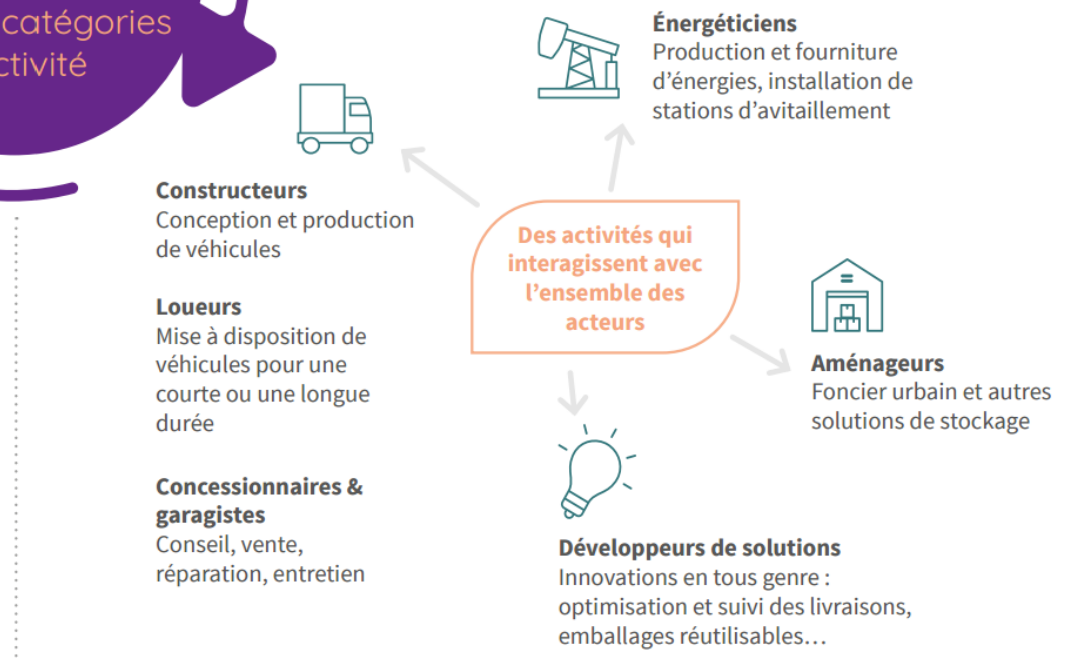 catégories
ctivité
Énergéticiens
Production et fourniture
d'énergies, installation de
stations d'avitaillement
Constructeurs
Conception et production
de véhicules
Loueurs
Mise à disposition de
véhicules pour une
courte ou une longue
durée
Concessionnaires &
garagistes
Conseil, vente,
réparation, entretien
Des activités qui
interagissent avec
l'ensemble des
acteurs
Aménageurs
Foncier urbain et autres
solutions de stockage
Développeurs de solutions
Innovations en tous genre :
optimisation et suivi des livraisons,
emballages réutilisables…